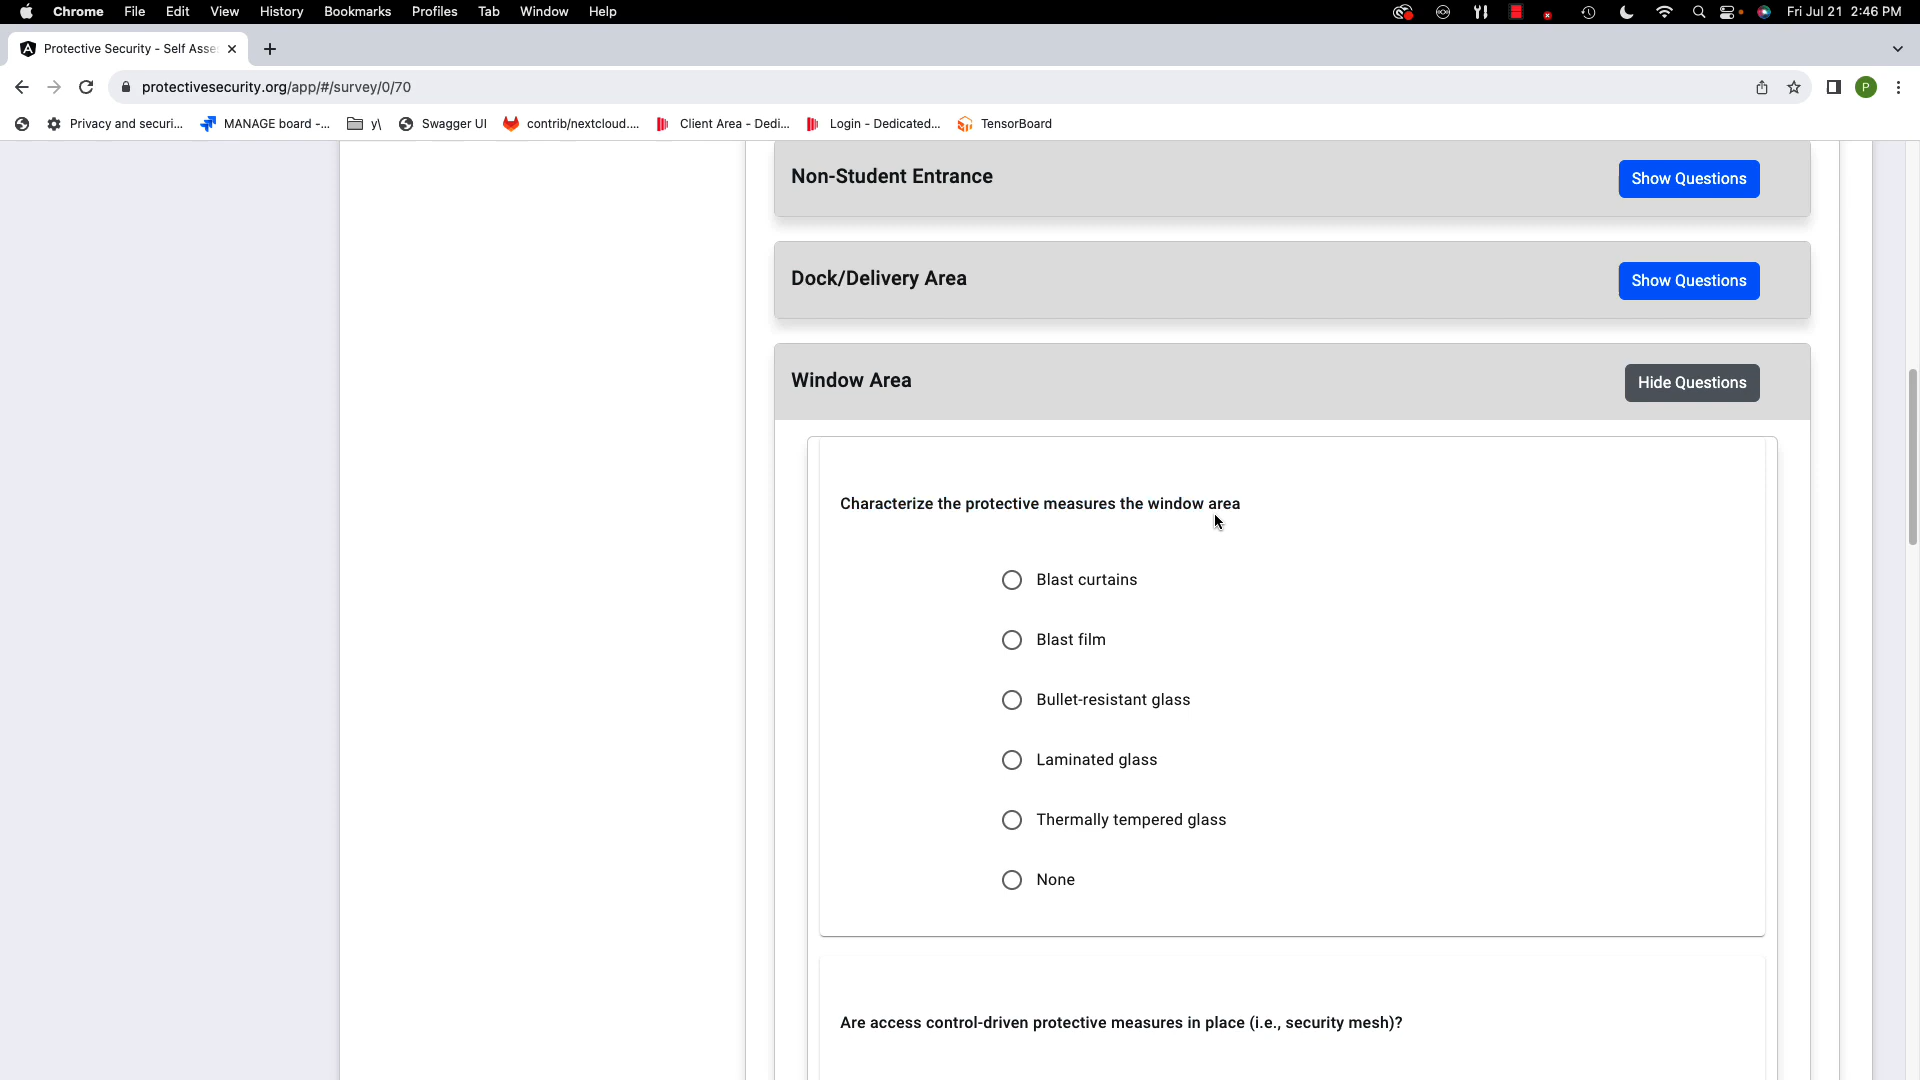 Chrome File Edit View History Bookmarks Profiles Tab Window Help Fri Jul 21 2:46 PM
Protective Security - Self Asse
protectivesecurity.org/app/#/survey/0/70 P
Privacy and securi... MANAGE board -... y\ Swagger UI contrib/nextcloud.... Client Area - Dedi... Login - Dedicated... TensorBoard
Non-Student Entrance Show Questions
Dock/Delivery Area Show Questions
Window Area Hide Questions
Characterize the protective measures the window area
Blast curtains
Blast film
Bullet-resistant glass
Laminated glass
Thermally tempered glass
None
Are access control-driven protective measures in place (i.e., security mesh)?